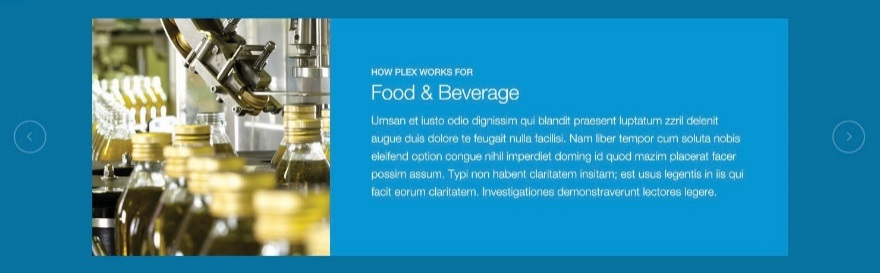 HOW PLEX WORKS FOR
Food & Beverage
Umsan et iusto odio dignissim qui blandit praesent luptatum zzril delenit
augue duis dolore te feugait nulla facilisi. Nam liber tempor cum soluta nobis
eleifend option congue nihil imperdiet doming id quod mazim placerat facer
possim assum. Typi non habent claritatem insitam; est usus legentis in iis qui
facit eorum claritatem. Investigationes demonstraverunt lectores legere.